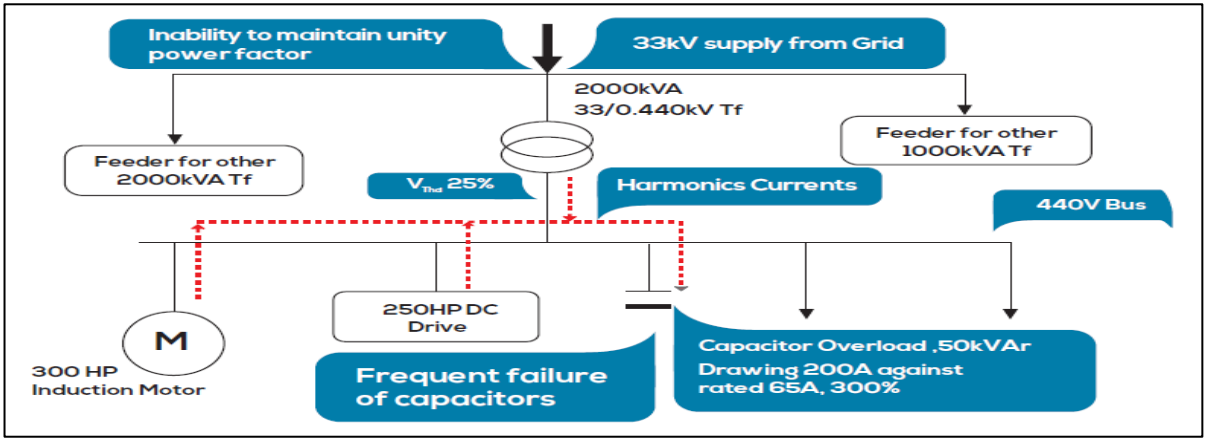 Inability to maintain unity
power factor
33kV supply from Grid
2000kVA
33/0.440kV Tf
Feeder for other
2000kVA Tf
Feeder for other
1000kVA Tf
VThd 25%
Harmonics Currents
440V Bus
M
300 HP
Induction Motor
250HP DC
Drive
Frequent failure
of capacitors
Capacitor Overload ,50kVAr
Drawing 200A against
rated 65A, 300%